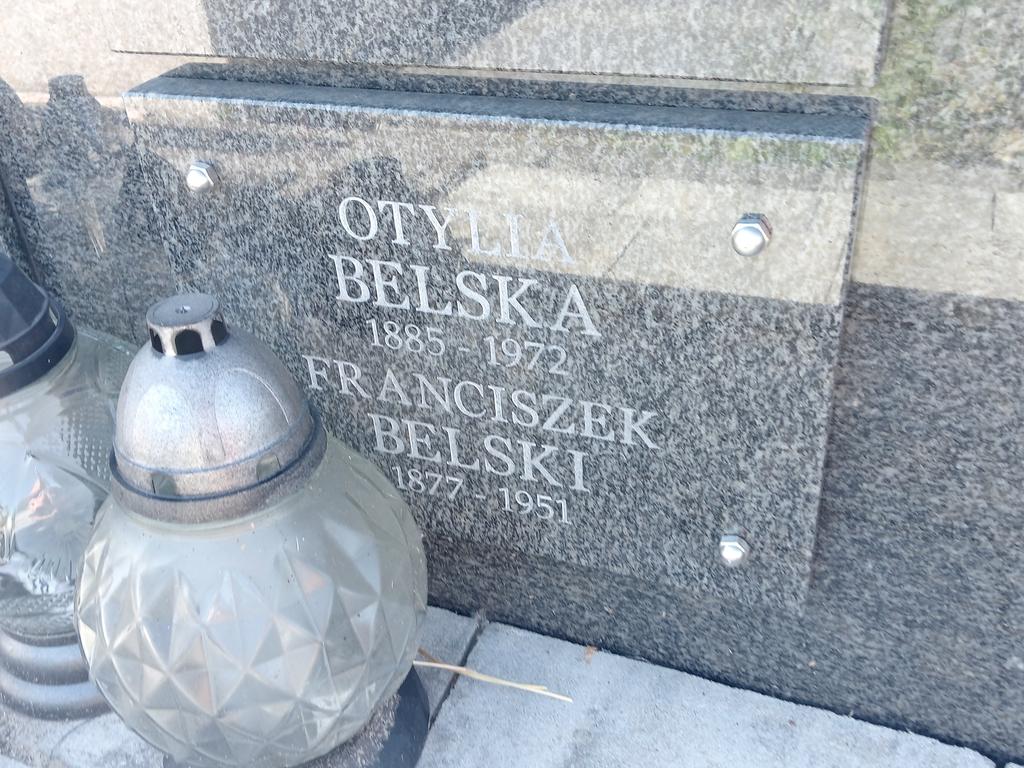 OTYLIA
BELSKA
1885 - 1972
FRANCISZEK
BELSKI
1877 - 1951